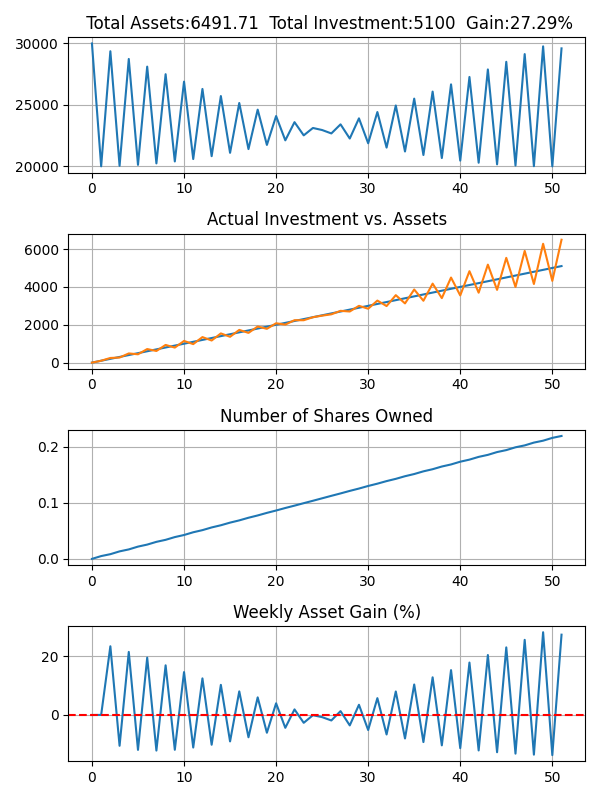 Total Assets:6491.71  Total Investment:5100  Gain:27.29%
30000
25000
20000
0 10 20 30 40 50
Actual Investment vs. Assets
6000
4000
2000
0
0 10 20 30 40 50
Number of Shares Owned
0.2
0.1
0.0
0 10 20 30 40 50
Weekly Asset Gain (%)
20
0
0 10 20 30 40 50